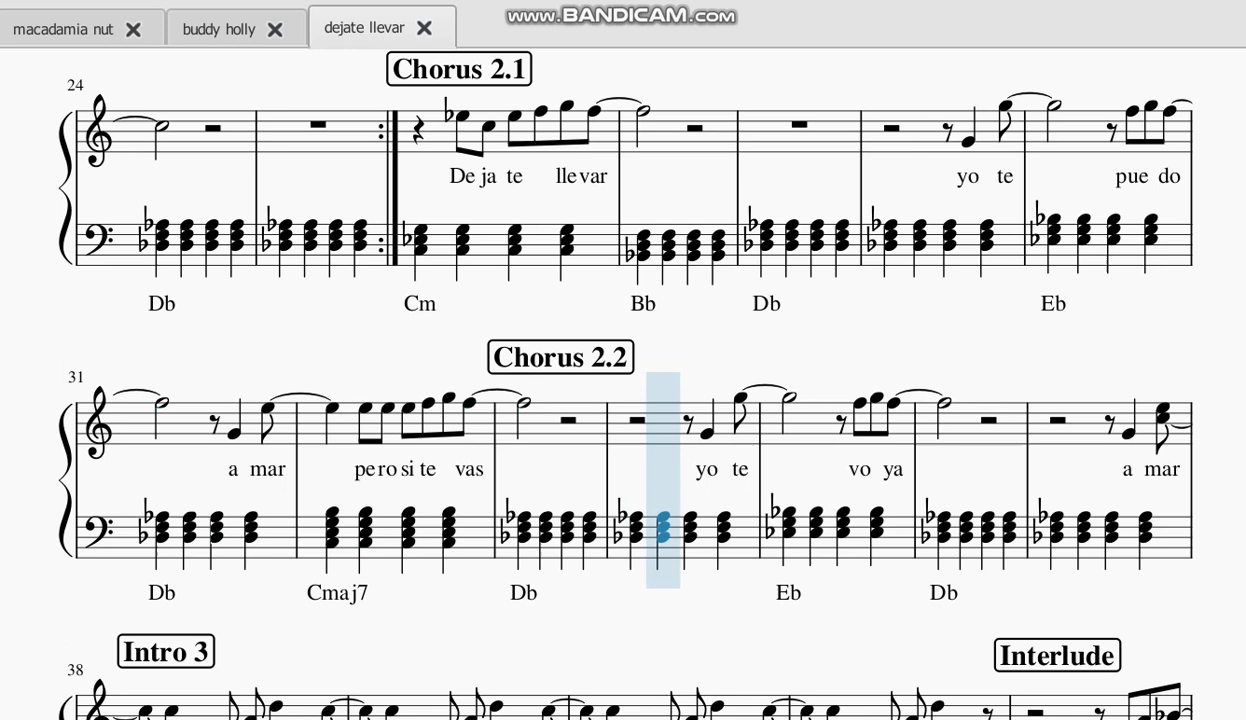 www.BANDICAM.com
macadamia nut
buddy holly
dejate llevar
Chorus 2.1
24
De ja te lle var yo te pue do
Db Cm Bb Db Eb
Chorus 2.2
31
a mar pe ro si te vas yo te vo ya a mar
Db Cmaj7 Db Eb Db
Intro 3
Interlude
38